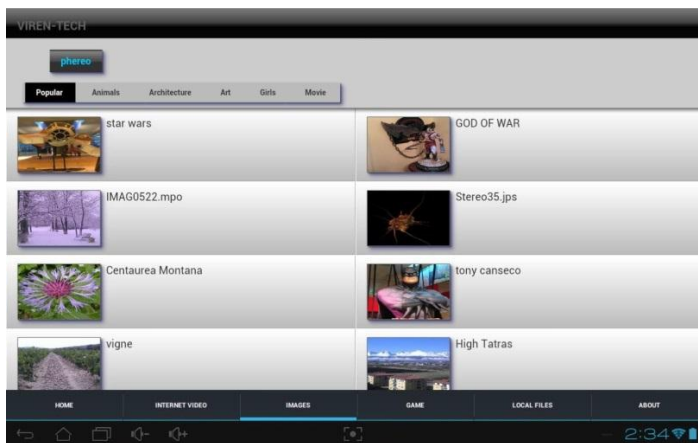 VIREN-TECH
phereo
Popular Animals Architecture Art Girls Movie
star wars
GOD OF WAR
IMAG0522.mpo
Stereo35.jps
Centaurea Montana
tony canseco
vigne
High Tatras
HOME INTERNET VIDEO IMAGES GAME LOCAL FILES ABOUT
2:34